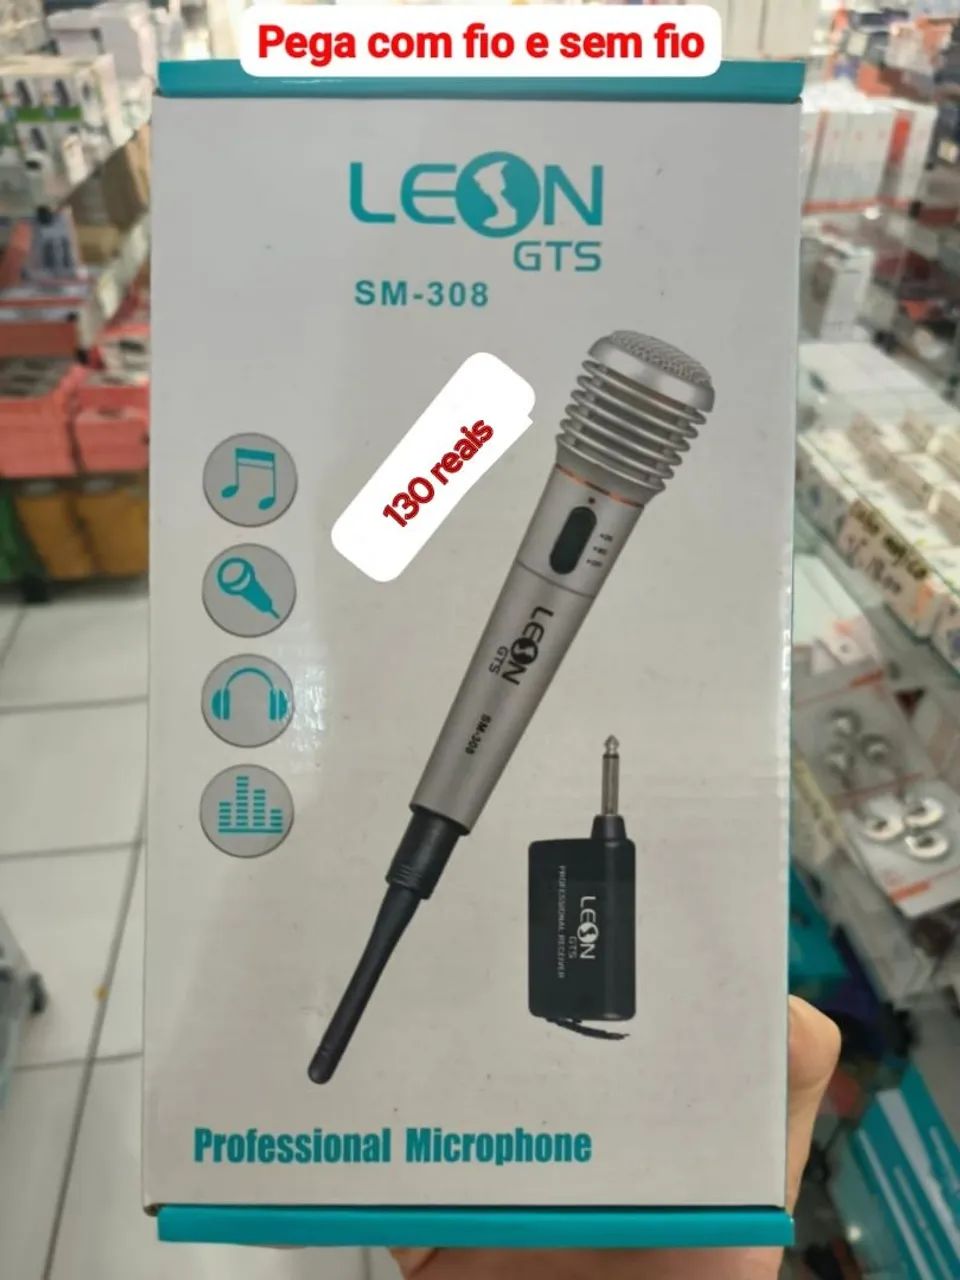 Pega com fio e sem fio
LEON
GTS
SM-308
130 reais
LEON
GTS
SM-308
LEON
GTS
PROFESSIONAL RECEIVER
Professional Microphone